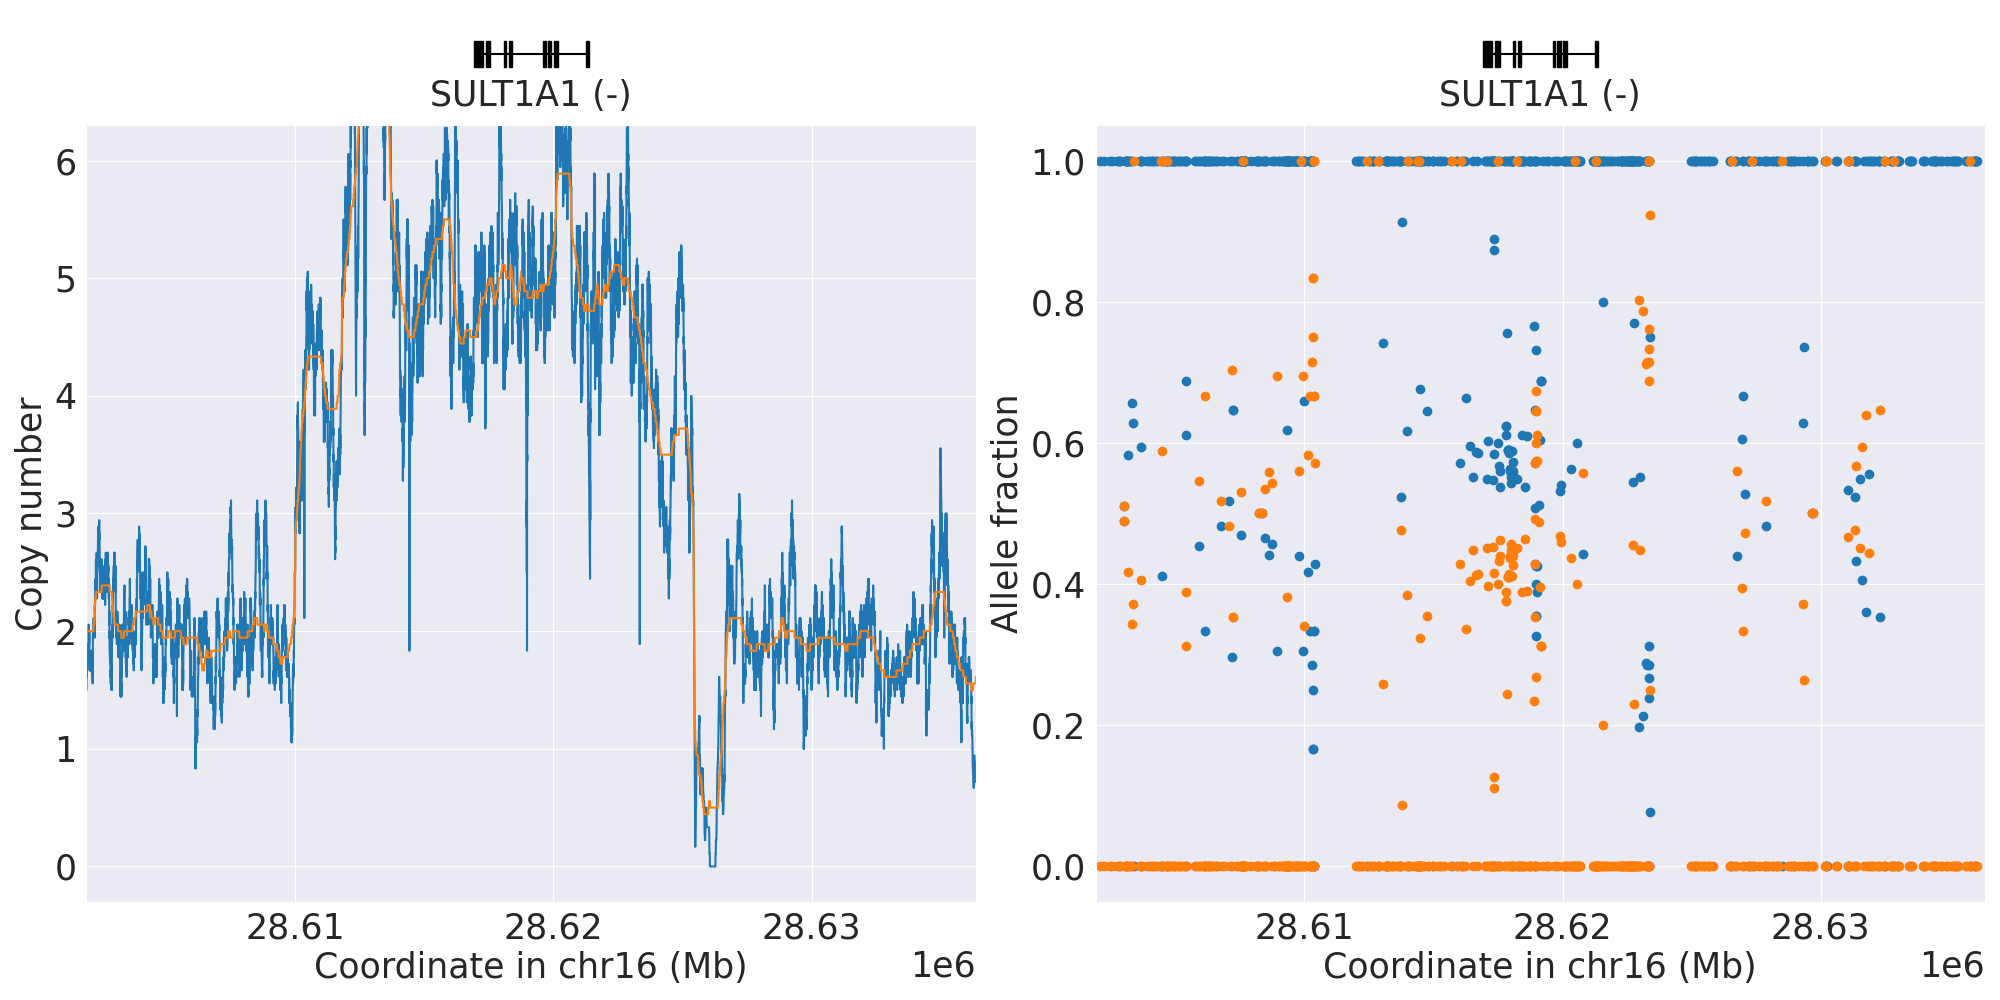 SULT1A1 (-)
6
5
4
3
2
1
0
Copy number
28.61
28.62
28.63
Coordinate in chr16 (Mb)
1e6
SULT1A1 (-)
1.0
0.8
0.6
0.4
0.2
0.0
Allele fraction
28.61
28.62
28.63
Coordinate in chr16 (Mb)
1e6